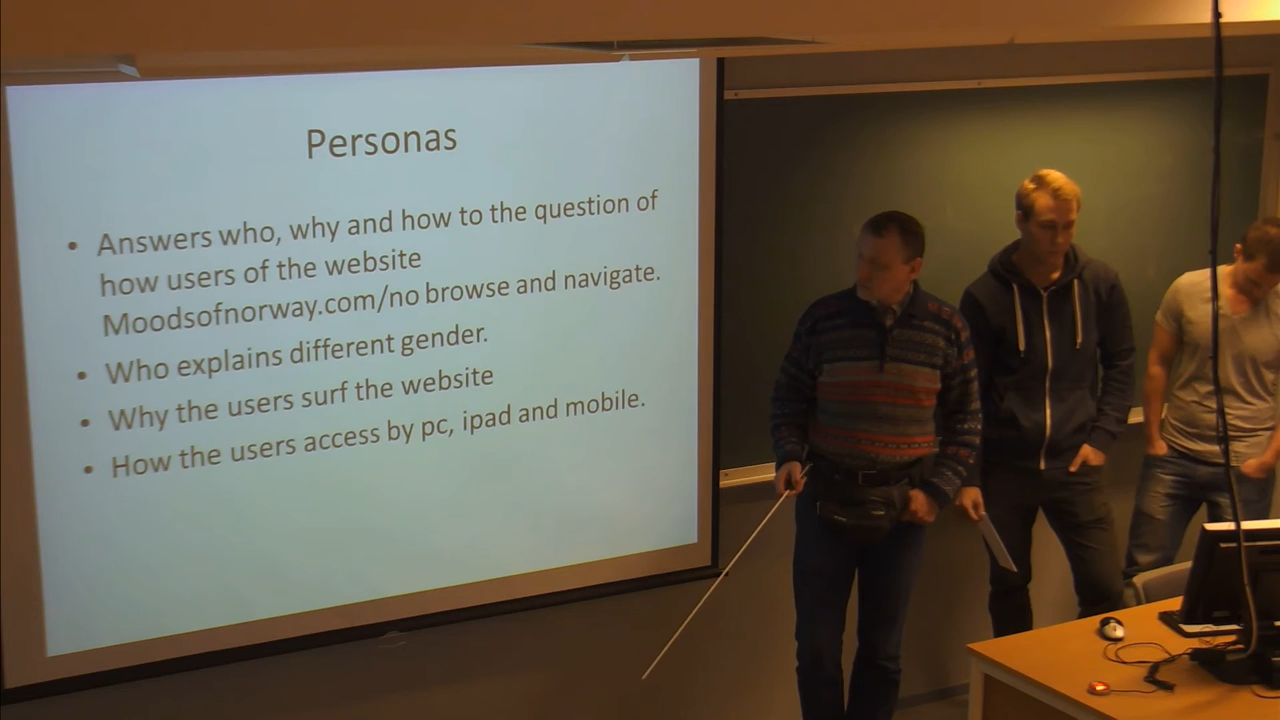 Personas
• Answers who, why and how to the question of
how users of the website
Moodsofnorway.com/no browse and navigate.
• Who explains different gender.
• Why the users surf the website
• How the users access by pc, ipad and mobile.